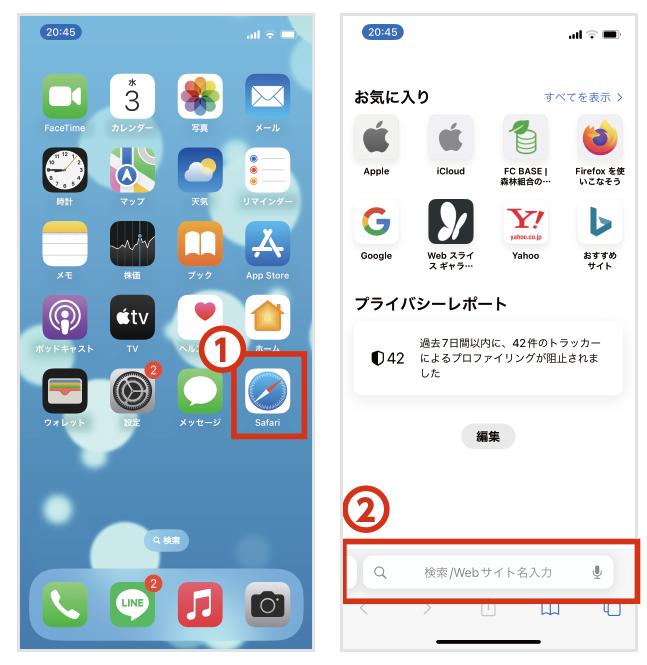 20:45
水
3
FaceTime
カレンダー
写真
メール
時計
マップ
天気
リマインダー
メモ
株価
ブック
App Store
tv
ポッドキャスト
TV
ホーム
①
2
ウォレット
設定
メッセージ
Safari
検索
LINE
2
20:45
お気に入り
すべてを表示
Apple
iCloud
FC BASE |
森林組合の…
Firefox を使
いこなそう
Google
Web スライ
ス ギャラ…
Y!
yahoo.co.jp
Yahoo
おすすめ
サイト
プライバシーレポート
42
過去7日間以内に、42件のトラッカー
によるプロファイリングが阻止されま
した
編集
②
検索/Webサイト名入力